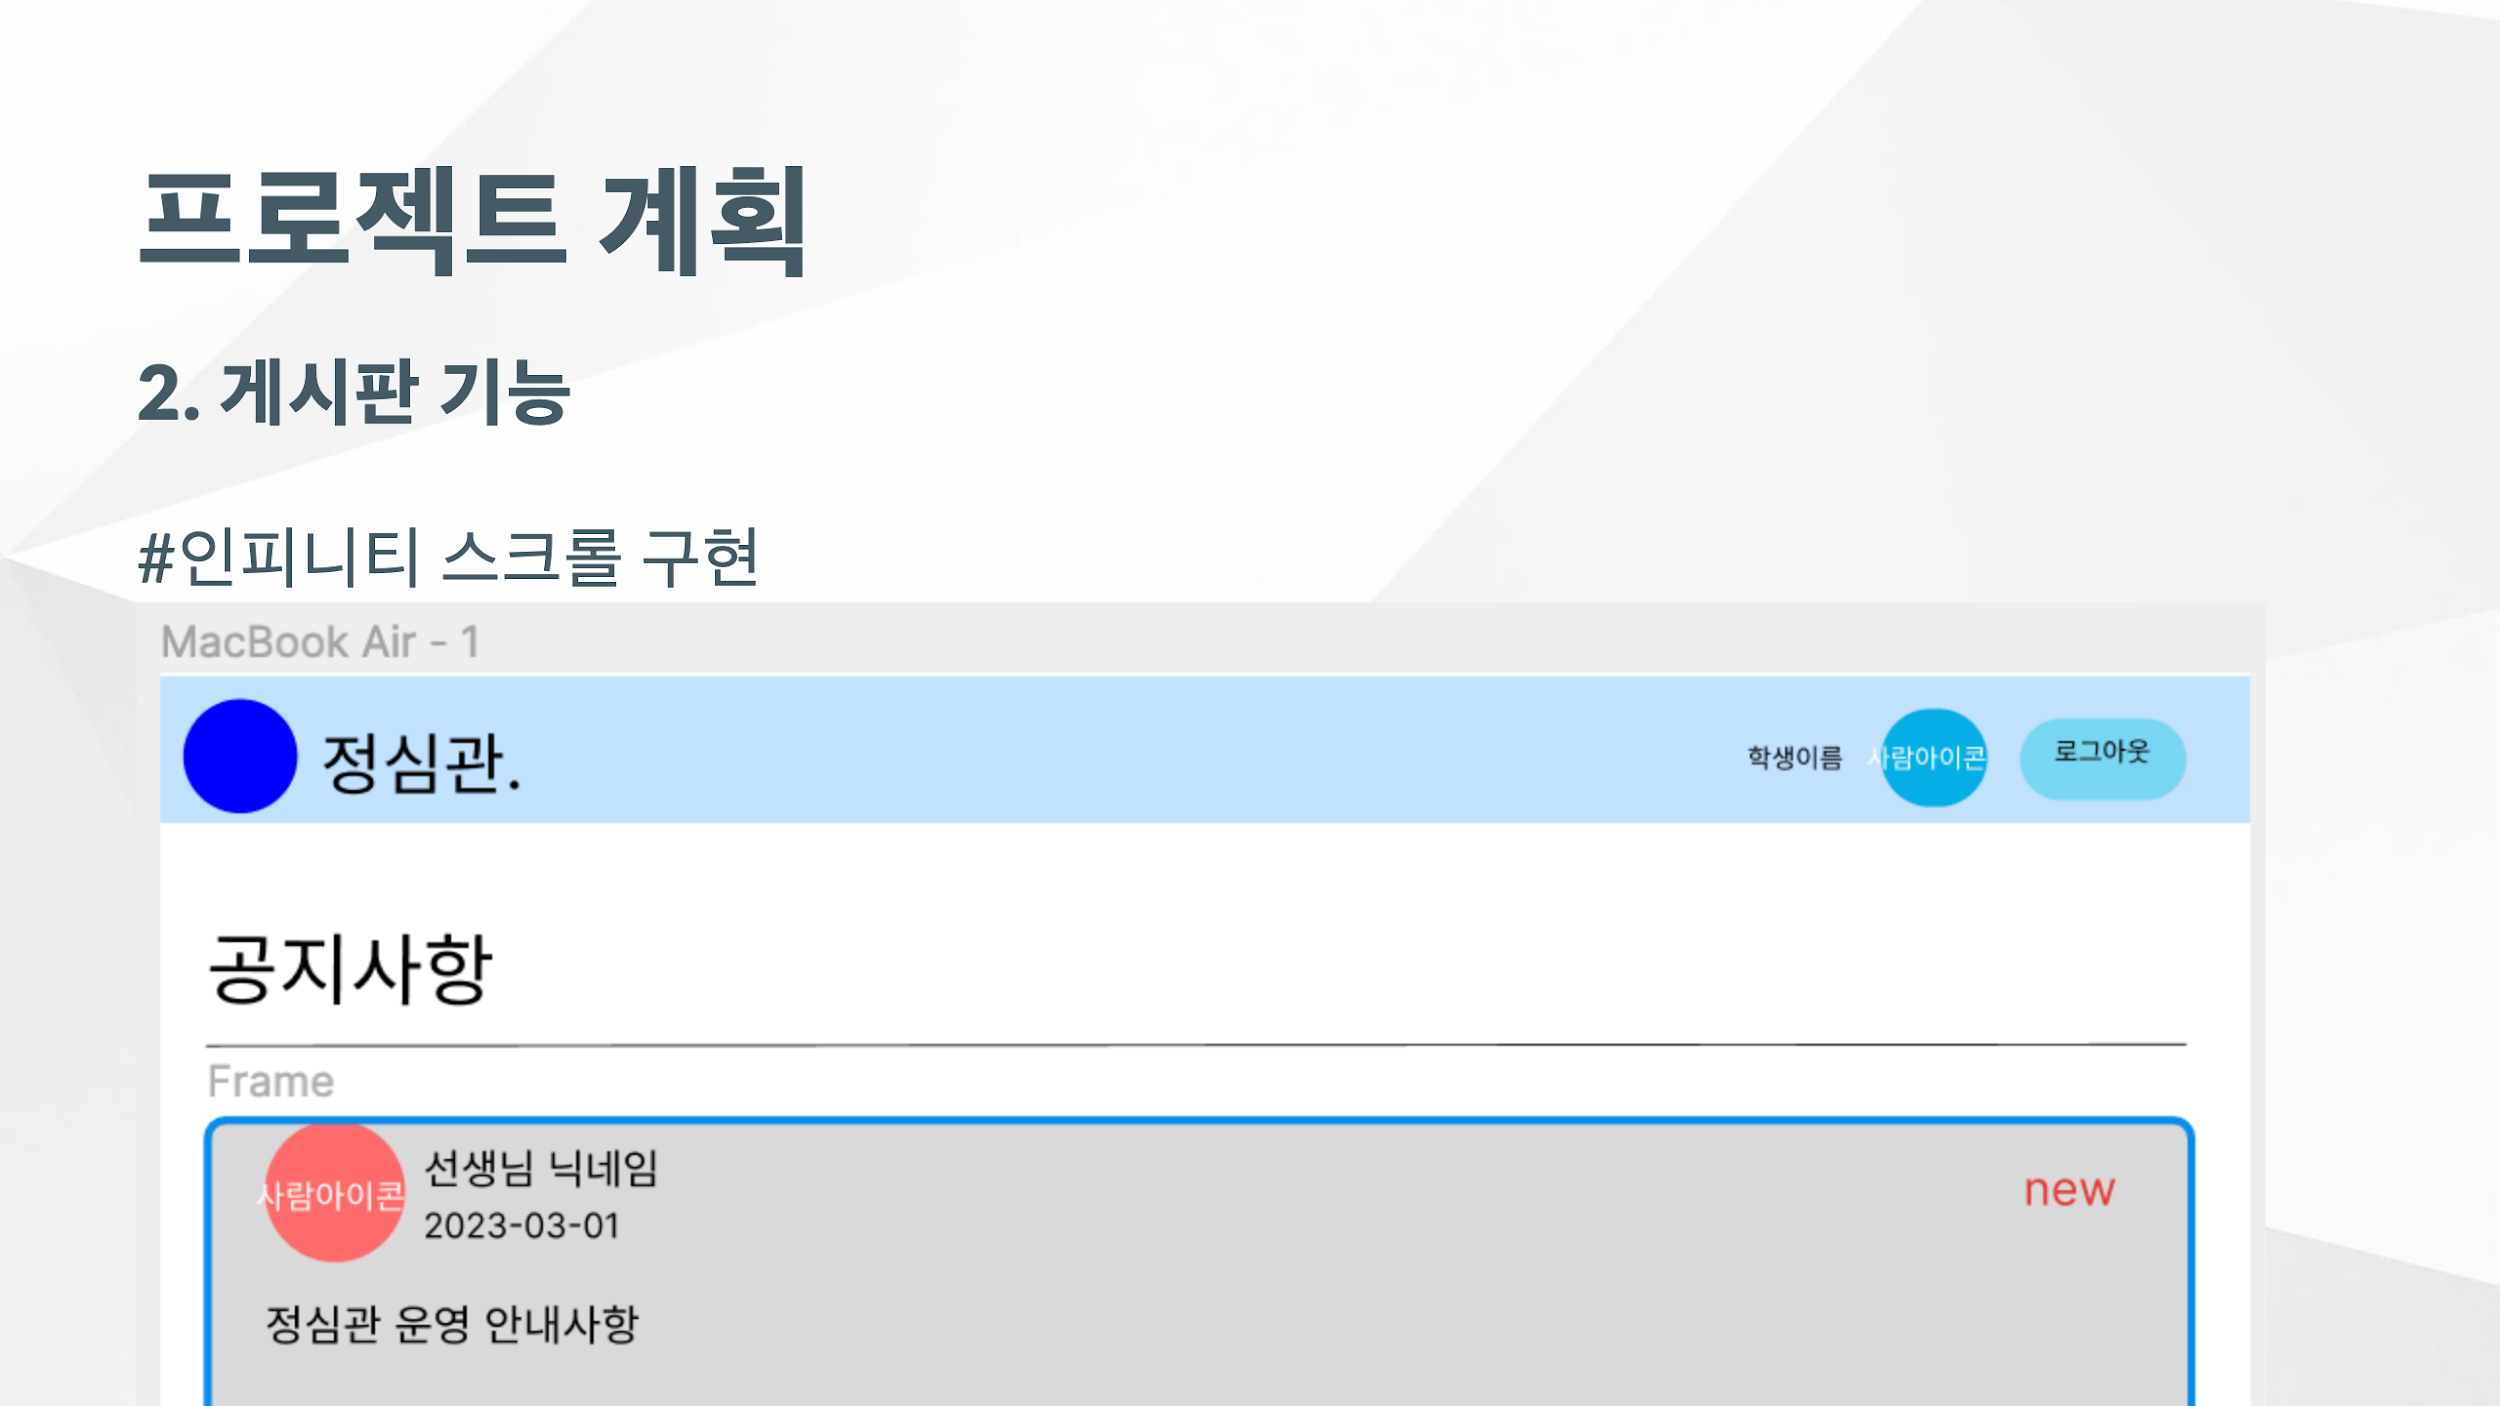 프로젝트 계획
2. 게시판 기능
#인피니티 스크롤 구현
MacBook Air - 1
정심관.
학생이름 사람아이콘 로그아웃
공지사항
Frame
사람아이콘 선생님 닉네임
2023-03-01
new
정심관 운영 안내사항